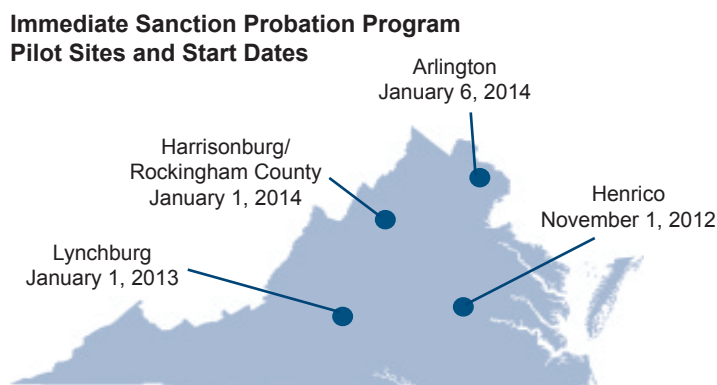 Immediate Sanction Probation Program
Pilot Sites and Start Dates
Arlington
January 6, 2014
Harrisonburg/
Rockingham County
January 1, 2014
Henrico
November 1, 2012
Lynchburg
January 1, 2013